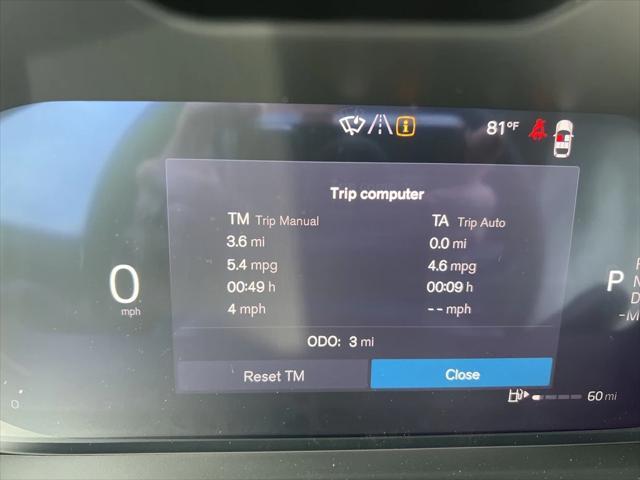 81°F
Trip computer
TM Trip Manual TA Trip Auto
3.6 mi 0.0 mi
5.4 mpg 4.6 mpg
00:49 h 00:09 h
4 mph -- mph
0
mph
P
N
D
-M
ODO: 3 mi
Reset TM Close
60 mi
0